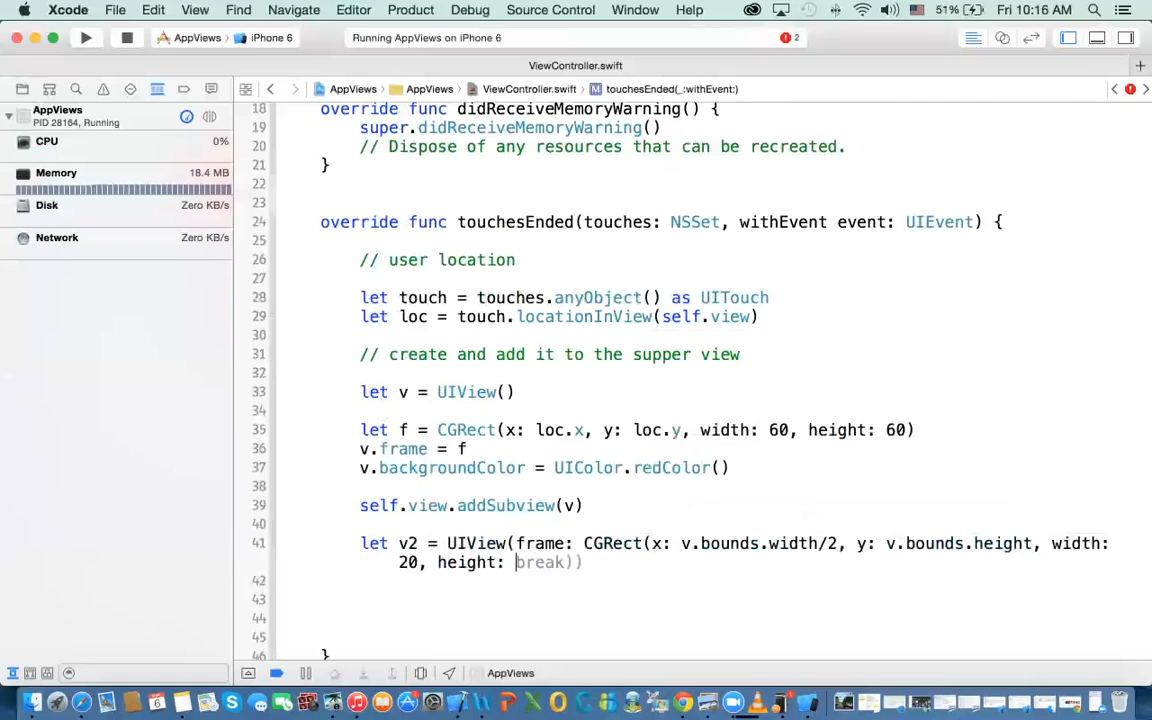 Xcode File Edit View Find Navigate Editor Product Debug Source Control Window Help 51% Fri 10:16 AM
AppViews iPhone 6 Running AppViews on iPhone 6 2
ViewController.swift
AppViews AppViews ViewController.swift M touchesEnded(_:withEvent:)
AppViews
PID 28164, Running
CPU 0%
Memory 18.4 MB
Disk Zero KB/s
Network Zero KB/s
18 override func didReceiveMemoryWarning() {
19 super.didReceiveMemoryWarning()
20 // Dispose of any resources that can be recreated.
21 }
22
23
24 override func touchesEnded(touches: NSSet, withEvent event: UIEvent) {
25
26 // user location
27
28 let touch = touches.anyObject() as UITouch
29 let loc = touch.locationInView(self.view)
30
31 // create and add it to the supper view
32
33 let v = UIView()
34
35 let f = CGRect(x: loc.x, y: loc.y, width: 60, height: 60)
36 v.frame = f
37 v.backgroundColor = UIColor.redColor()
38
39 self.view.addSubview(v)
40
41 let v2 = UIView(frame: CGRect(x: v.bounds.width/2, y: v.bounds.height, width:
20, height: break))
42
43
44
45
46 }
AppViews